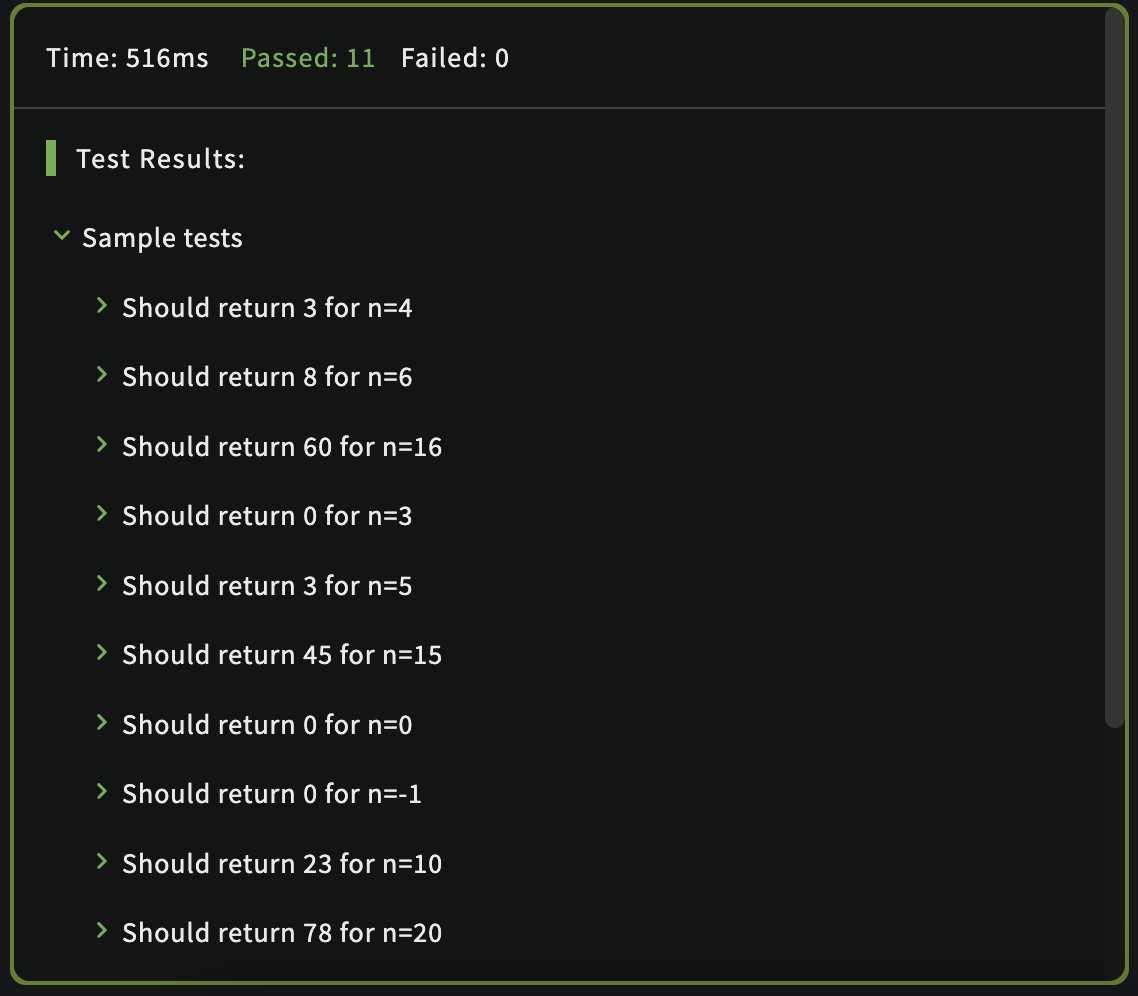 Time: 516ms Passed: 11 Failed: 0
Test Results:
Sample tests
Should return 3 for n=4
Should return 8 for n=6
Should return 60 for n=16
Should return 0 for n=3
Should return 3 for n=5
Should return 45 for n=15
Should return 0 for n=0
Should return 0 for n=-1
Should return 23 for n=10
Should return 78 for n=20